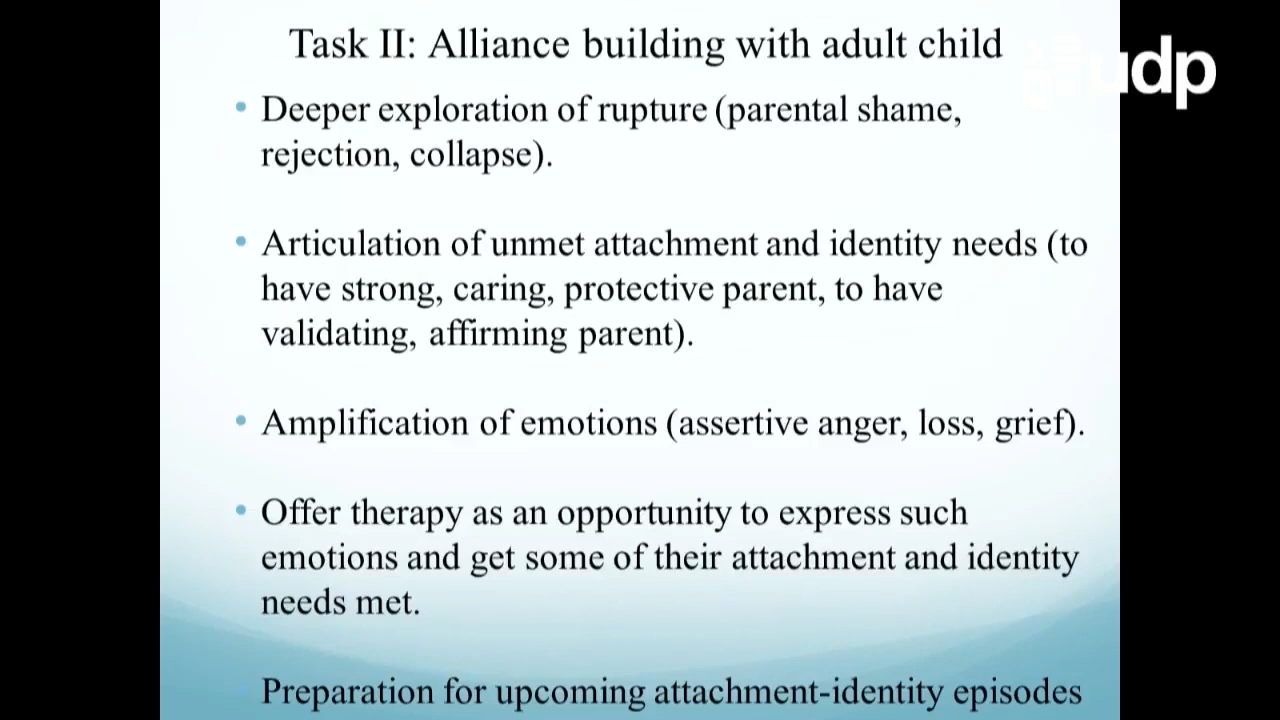 Task II: Alliance building with adult child
udp
• Deeper exploration of rupture (parental shame,
rejection, collapse).
• Articulation of unmet attachment and identity needs (to
have strong, caring, protective parent, to have
validating, affirming parent).
• Amplification of emotions (assertive anger, loss, grief).
• Offer therapy as an opportunity to express such
emotions and get some of their attachment and identity
needs met.
• Preparation for upcoming attachment-identity episodes